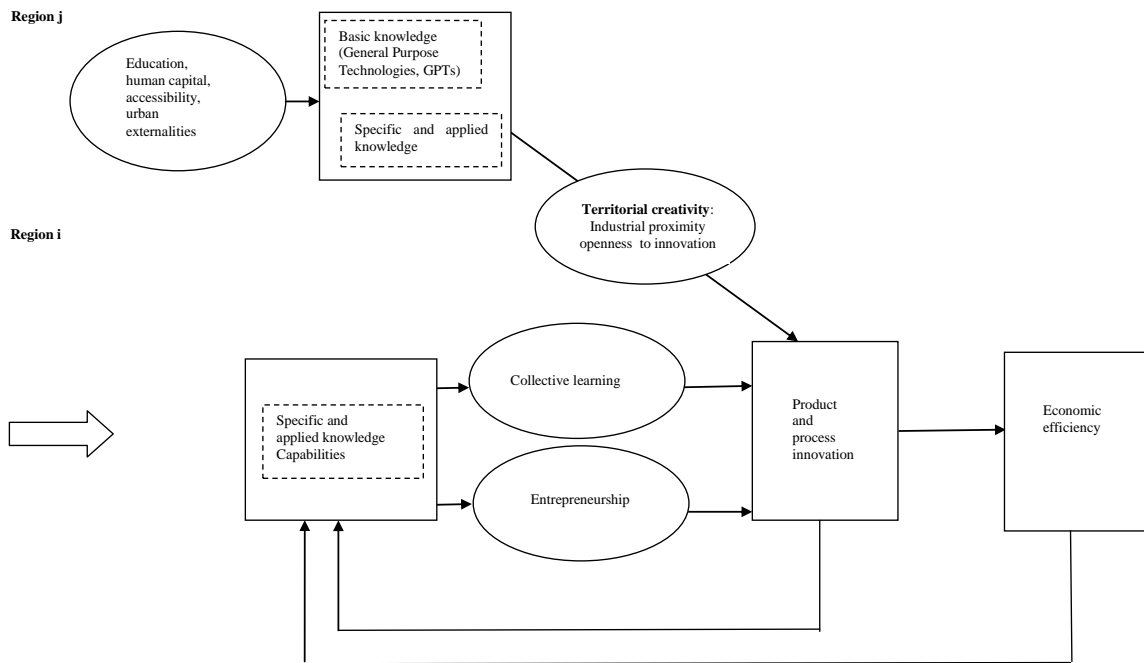 Region j
Education,
human capital,
accessibility,
urban
externalities
Basic knowledge
(General Purpose
Technologies, GPTs)
Specific and applied
knowledge
Territorial creativity:
Industrial proximity
openness to innovation
Region i
Specific and
applied knowledge
Capabilities
Collective learning
Entrepreneurship
Product
and
process
innovation
Economic
efficiency